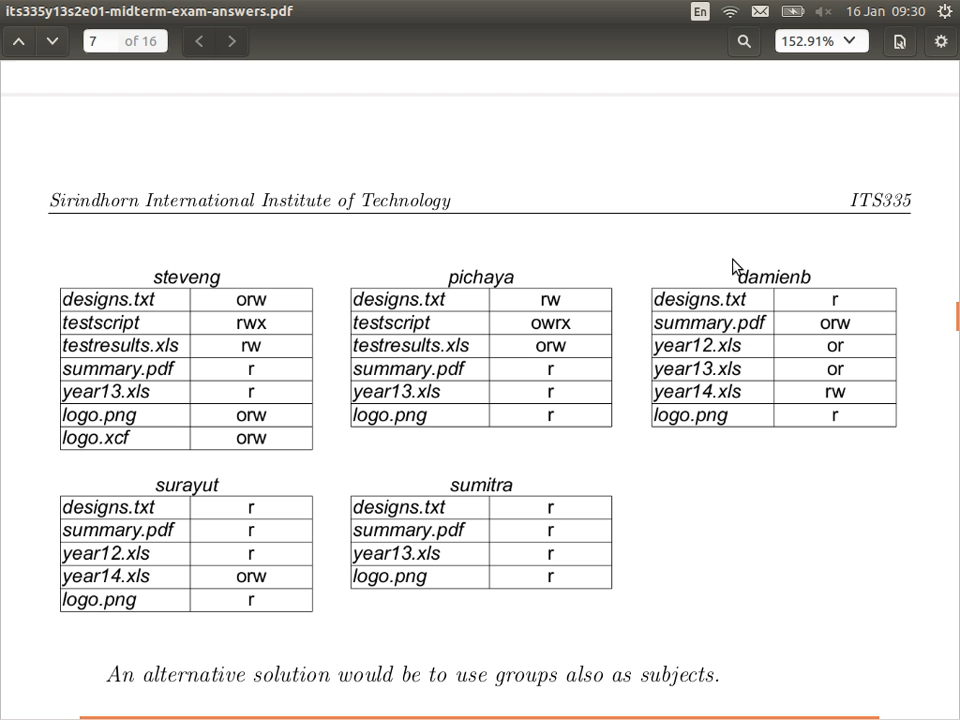 its335y13s2e01-midterm-exam-answers.pdf En 16 Jan 09:30
7 of 16 152.91%
Sirindhorn International Institute of Technology ITS335
steveng
designs.txt orw
testscript rwx
testresults.xls rw
summary.pdf r
year13.xls r
logo.png orw
logo.xcf orw
pichaya
designs.txt rw
testscript owrx
testresults.xls orw
summary.pdf r
year13.xls r
logo.png r
damienb
designs.txt r
summary.pdf orw
year12.xls or
year13.xls or
year14.xls rw
logo.png r
surayut
designs.txt r
summary.pdf r
year12.xls r
year14.xls orw
logo.png r
sumitra
designs.txt r
summary.pdf r
year13.xls r
logo.png r
An alternative solution would be to use groups also as subjects.